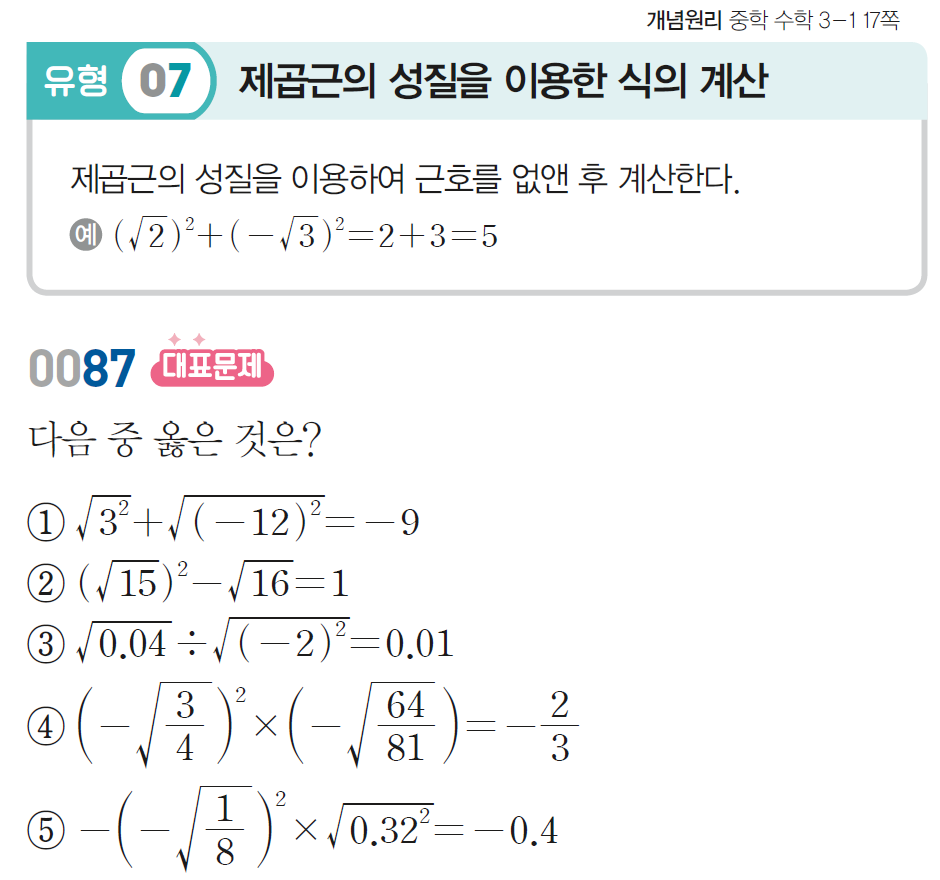 개념원리 중학 수학 3-1 17쪽
유형 07 제곱근의 성질을 이용한 식의 계산
제곱근의 성질을 이용하여 근호를 없앤 후 계산한다.
예 (√2)²+(-√3)²=2+3=5
0087 대표문제
다음 중 옳은 것은?
① √(3²)+√((-12)²)=-9
② (√15)²-√16=1
③ √0.04÷√((-2)²)=0.01
④ (-√(3/4))²×(-√(64/81))=-2/3
⑤ -(-√(1/8))²×√(0.32²)=-0.4